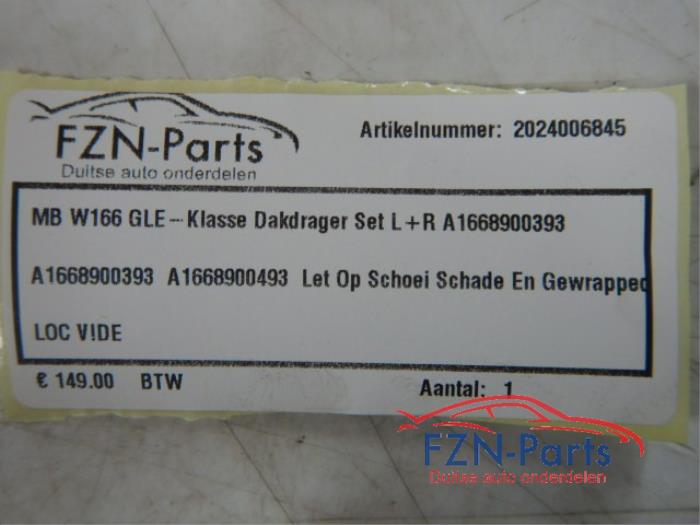 FZN-Parts
Duitse auto onderdelen
Artikelnummer: 2024006845
MB W166 GLE-Klasse Dakdrager Set L+R A1668900393
A1668900393 A1668900493 Let Op Schoei Schade En Gewrapped
LOC V!DE
€ 149.00 BTW
Aantal: 1
FZN-Parts
Duitse auto onderdelen